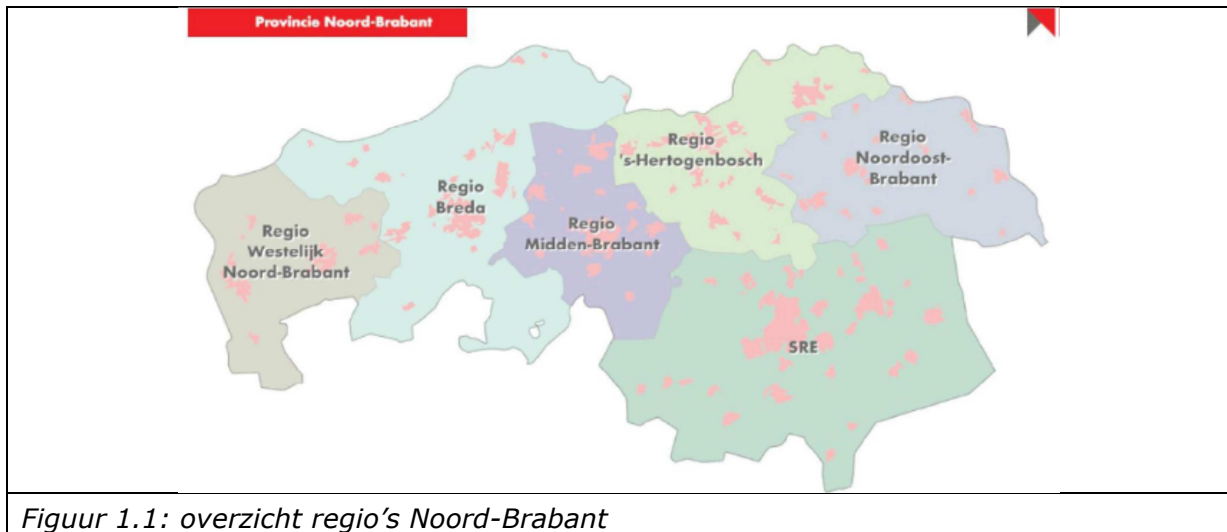 Provincie Noord-Brabant
Regio
's-Hertogenbosch
Regio
Noordoost-
Brabant
Regio
Breda
Regio
Midden-Brabant
Regio
Westelijk
Noord-Brabant
SRE
Figuur 1.1: overzicht regio's Noord-Brabant